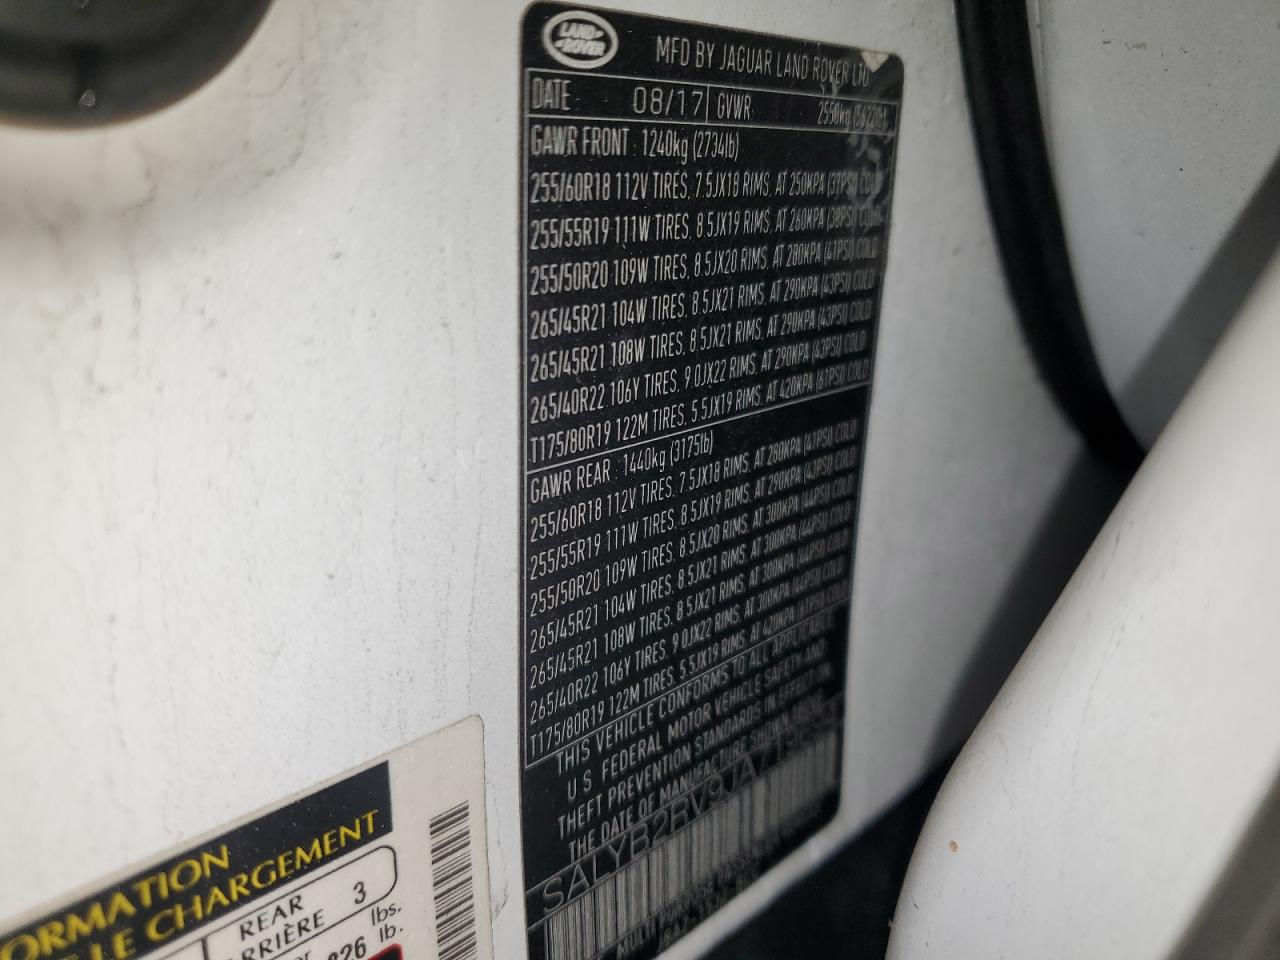 LAND ROVER
MFD BY JAGUAR LAND ROVER LTD
DATE: 08/17 GVWR: 2550kg (5622lb)
GAWR FRONT : 1240kg (2734lb)
255/60R18 112V TIRES, 7.5JX18 RIMS, AT 250KPA (37PSI) COLD
255/55R19 111W TIRES, 8.5JX19 RIMS, AT 260KPA (38PSI) COLD
255/50R20 109W TIRES, 8.5JX20 RIMS, AT 280KPA (41PSI) COLD
265/45R21 104W TIRES, 8.5JX21 RIMS, AT 290KPA (43PSI) COLD
265/45R21 108W TIRES, 8.5JX21 RIMS, AT 290KPA (43PSI) COLD
265/40R22 106Y TIRES, 9.0JX22 RIMS, AT 290KPA (43PSI) COLD
T175/80R19 122M TIRES, 5.5JX19 RIMS, AT 420KPA (61PSI) COLD
GAWR REAR : 1440kg (3175lb)
255/60R18 112V TIRES, 7.5JX18 RIMS, AT 280KPA (41PSI) COLD
255/55R19 111W TIRES, 8.5JX19 RIMS, AT 290KPA (43PSI) COLD
255/50R20 109W TIRES, 8.5JX20 RIMS, AT 300KPA (44PSI) COLD
265/45R21 104W TIRES, 8.5JX21 RIMS, AT 300KPA (44PSI) COLD
265/45R21 108W TIRES, 8.5JX21 RIMS, AT 300KPA (44PSI) COLD
265/40R22 106Y TIRES, 9.0JX22 RIMS, AT 300KPA (44PSI) COLD
T175/80R19 122M TIRES, 5.5JX19 RIMS, AT 420KPA (61PSI) COLD
THIS VEHICLE CONFORMS TO ALL APPLICABLE
U.S. FEDERAL MOTOR VEHICLE SAFETY AND
THEFT PREVENTION STANDARDS IN EFFECT ON
THE DATE OF MANUFACTURE SHOWN ABOVE
SALYB2RV9JA719
ORMATION
LE CHARGEMENT
REAR 3
RRIÈRE
lbs.
lb.